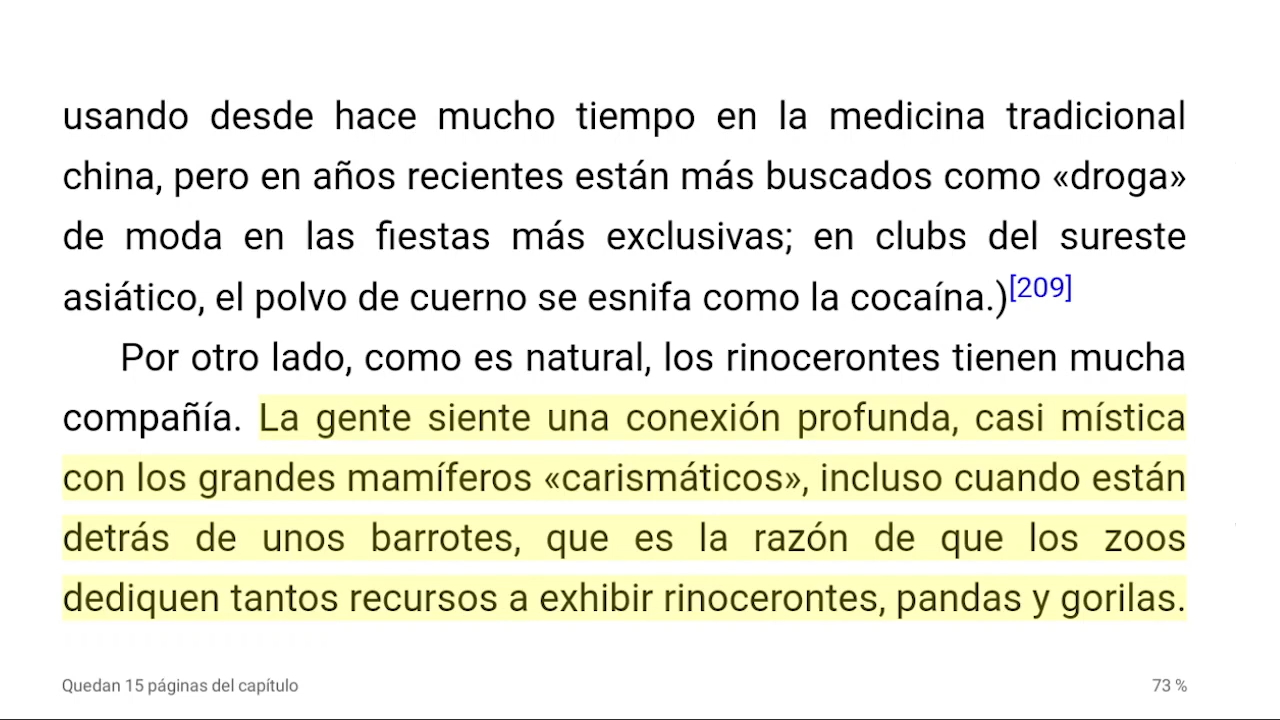 usando desde hace mucho tiempo en la medicina tradicional
china, pero en años recientes están más buscados como «droga»
de moda en las fiestas más exclusivas; en clubs del sureste
asiático, el polvo de cuerno se esnifa como la cocaína.)[209]
Por otro lado, como es natural, los rinocerontes tienen mucha
compañía. La gente siente una conexión profunda, casi mística
con los grandes mamíferos «carismáticos», incluso cuando están
detrás de unos barrotes, que es la razón de que los zoos
dediquen tantos recursos a exhibir rinocerontes, pandas y gorilas.
Quedan 15 páginas del capítulo
73 %